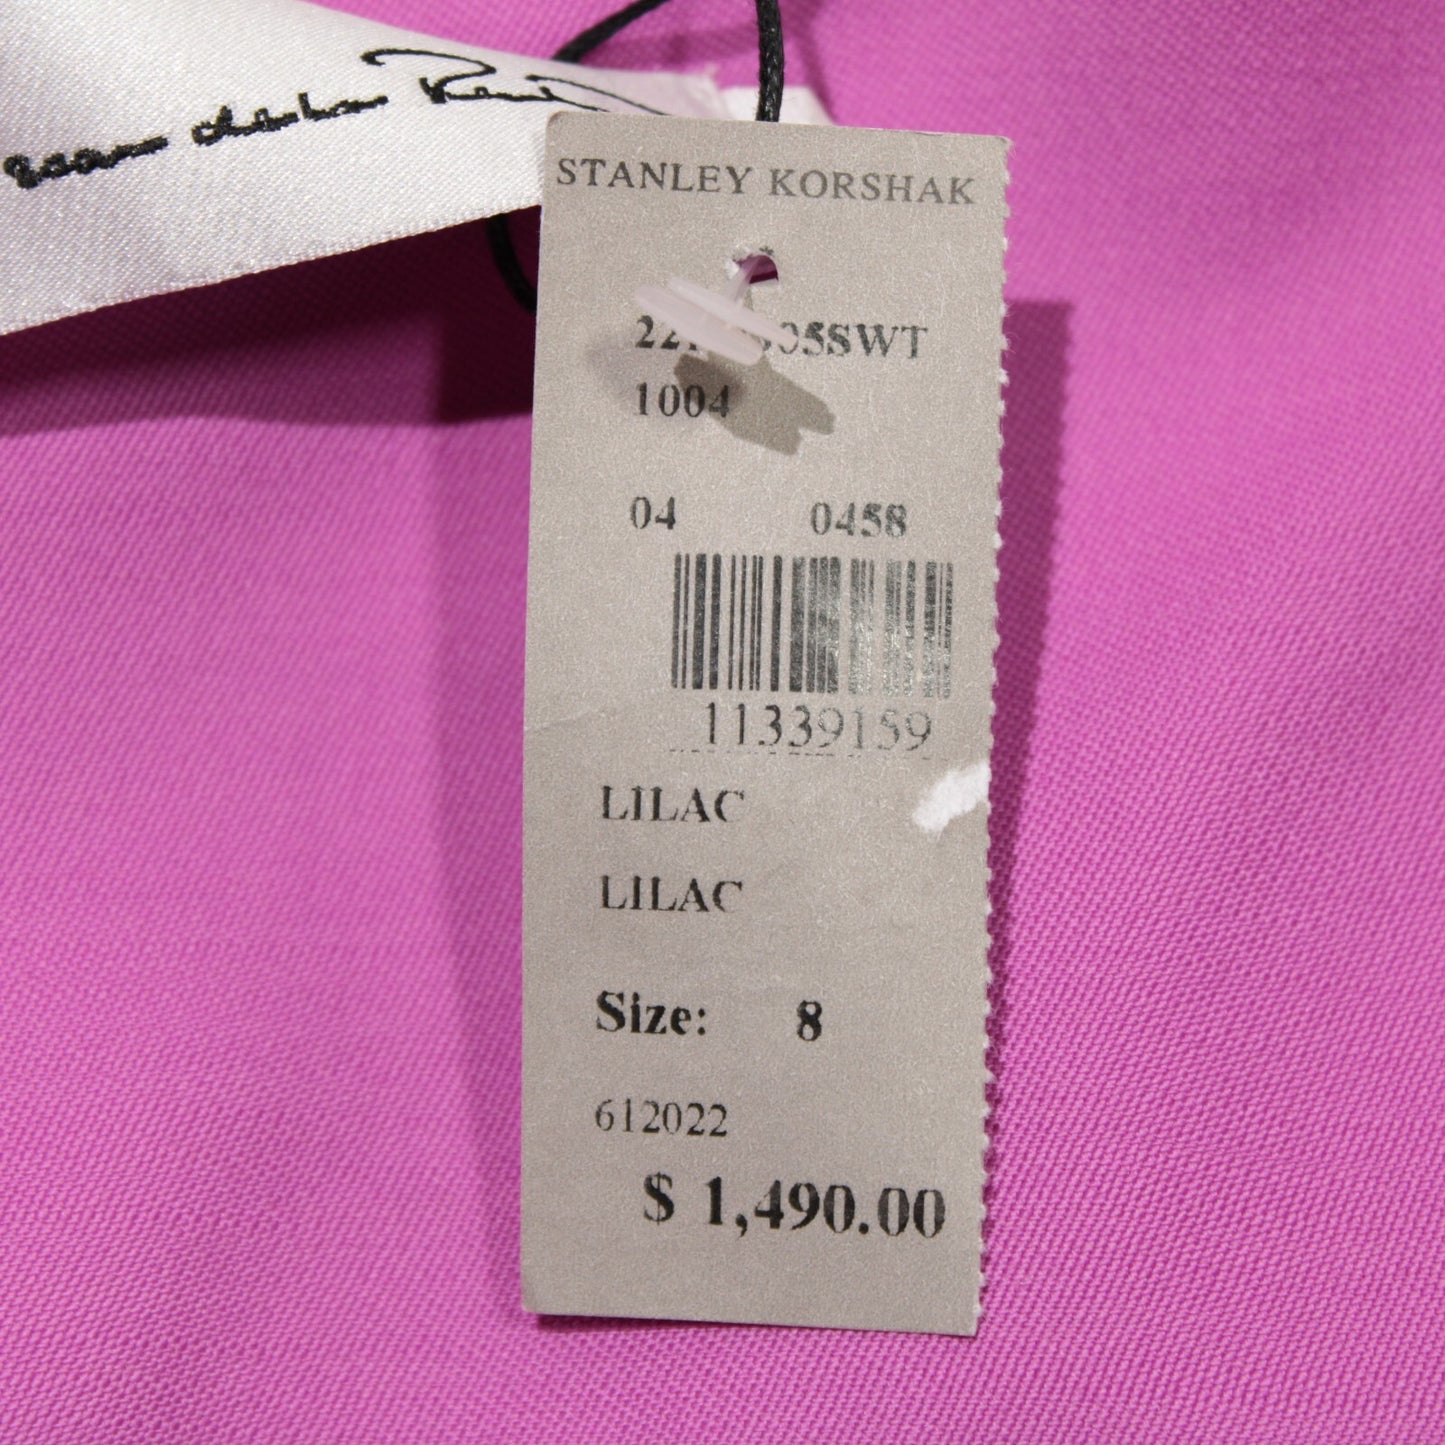 STANLEY KORSHAK
1004
04 0458
11339159
LILAC
LILAC
Size: 8
612022
$ 1,490.00